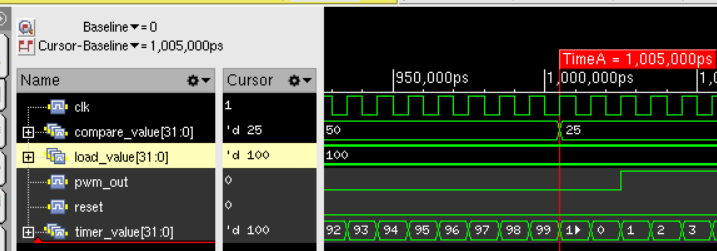 Baseline ▼= 0
Cursor-Baseline ▼= 1,005,000ps
TimeA = 1,005,000ps
950,000ps 1,000,000ps 1,0
Name Cursor
clk 1
compare_value[31:0] 'd 25 50 25
load_value[31:0] 'd 100 100
pwm_out 0
reset 0
timer_value[31:0] 'd 100 92 93 94 95 96 97 98 99 1▶ 0 1 2 3